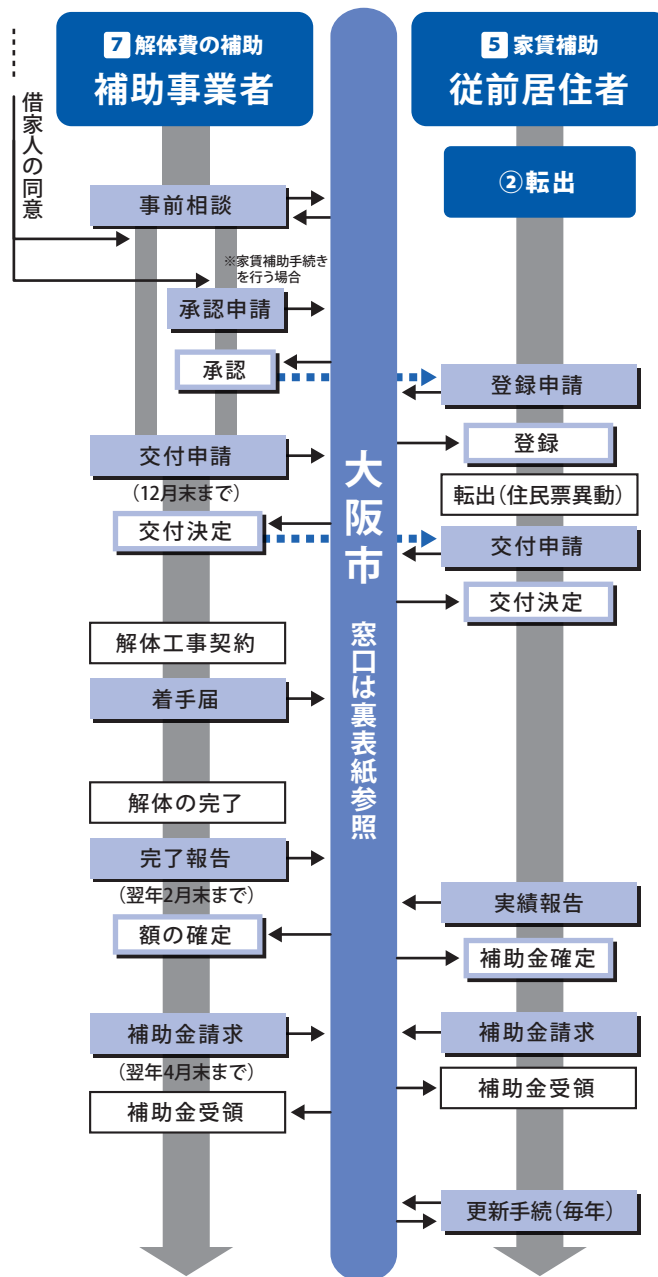 7 解体費の補助
補助事業者
借家人の同意
事前相談
※家賃補助手続き
を行う場合
承認申請
承認
交付申請
(12月末まで)
交付決定
解体工事契約
着手届
解体の完了
完了報告
(翌年2月末まで)
額の確定
補助金請求
(翌年4月末まで)
補助金受領
大阪市
窓口は裏表紙参照
5 家賃補助
従前居住者
②転出
登録申請
登録
転出(住民票異動)
交付申請
交付決定
実績報告
補助金確定
補助金請求
補助金受領
更新手続(毎年)